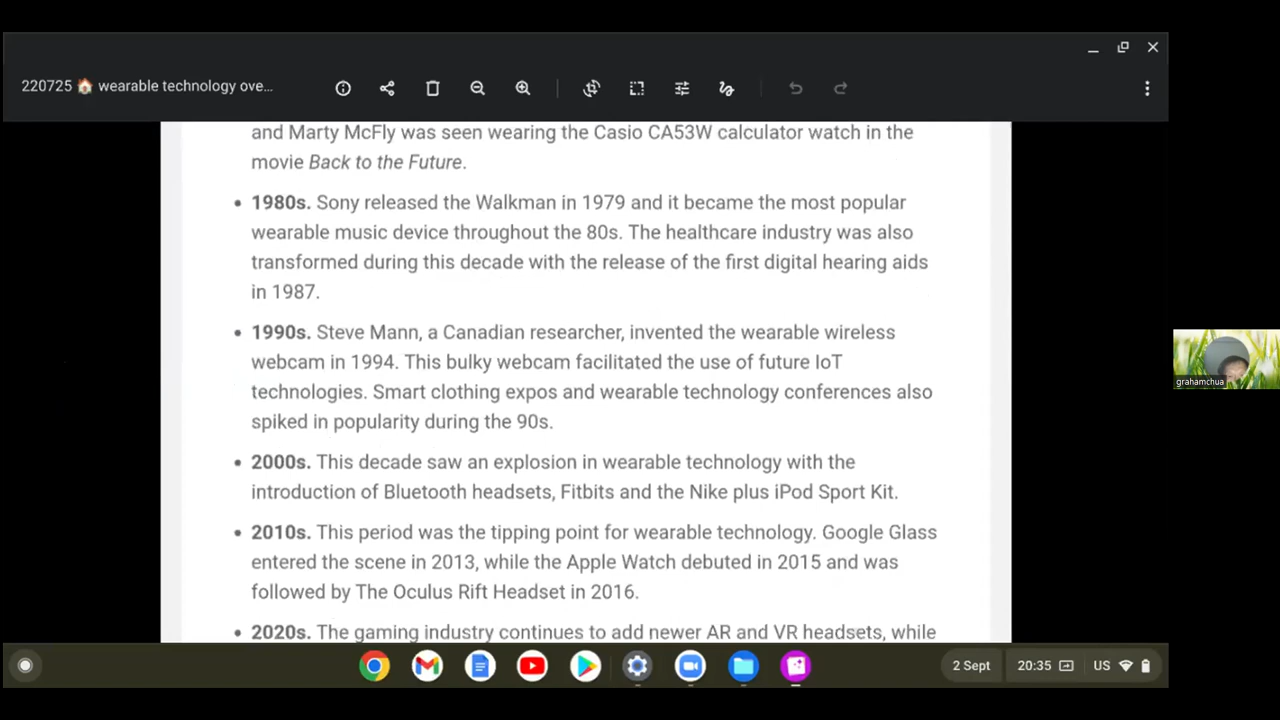 220725 🏠 wearable technology ove...
and Marty McFly was seen wearing the Casio CA53W calculator watch in the
movie Back to the Future.
• 1980s. Sony released the Walkman in 1979 and it became the most popular
wearable music device throughout the 80s. The healthcare industry was also
transformed during this decade with the release of the first digital hearing aids
in 1987.
• 1990s. Steve Mann, a Canadian researcher, invented the wearable wireless
webcam in 1994. This bulky webcam facilitated the use of future IoT
technologies. Smart clothing expos and wearable technology conferences also
spiked in popularity during the 90s.
• 2000s. This decade saw an explosion in wearable technology with the
introduction of Bluetooth headsets, Fitbits and the Nike plus iPod Sport Kit.
• 2010s. This period was the tipping point for wearable technology. Google Glass
entered the scene in 2013, while the Apple Watch debuted in 2015 and was
followed by The Oculus Rift Headset in 2016.
• 2020s. The gaming industry continues to add newer AR and VR headsets, while
grahamchua
2 Sept 20:35 US